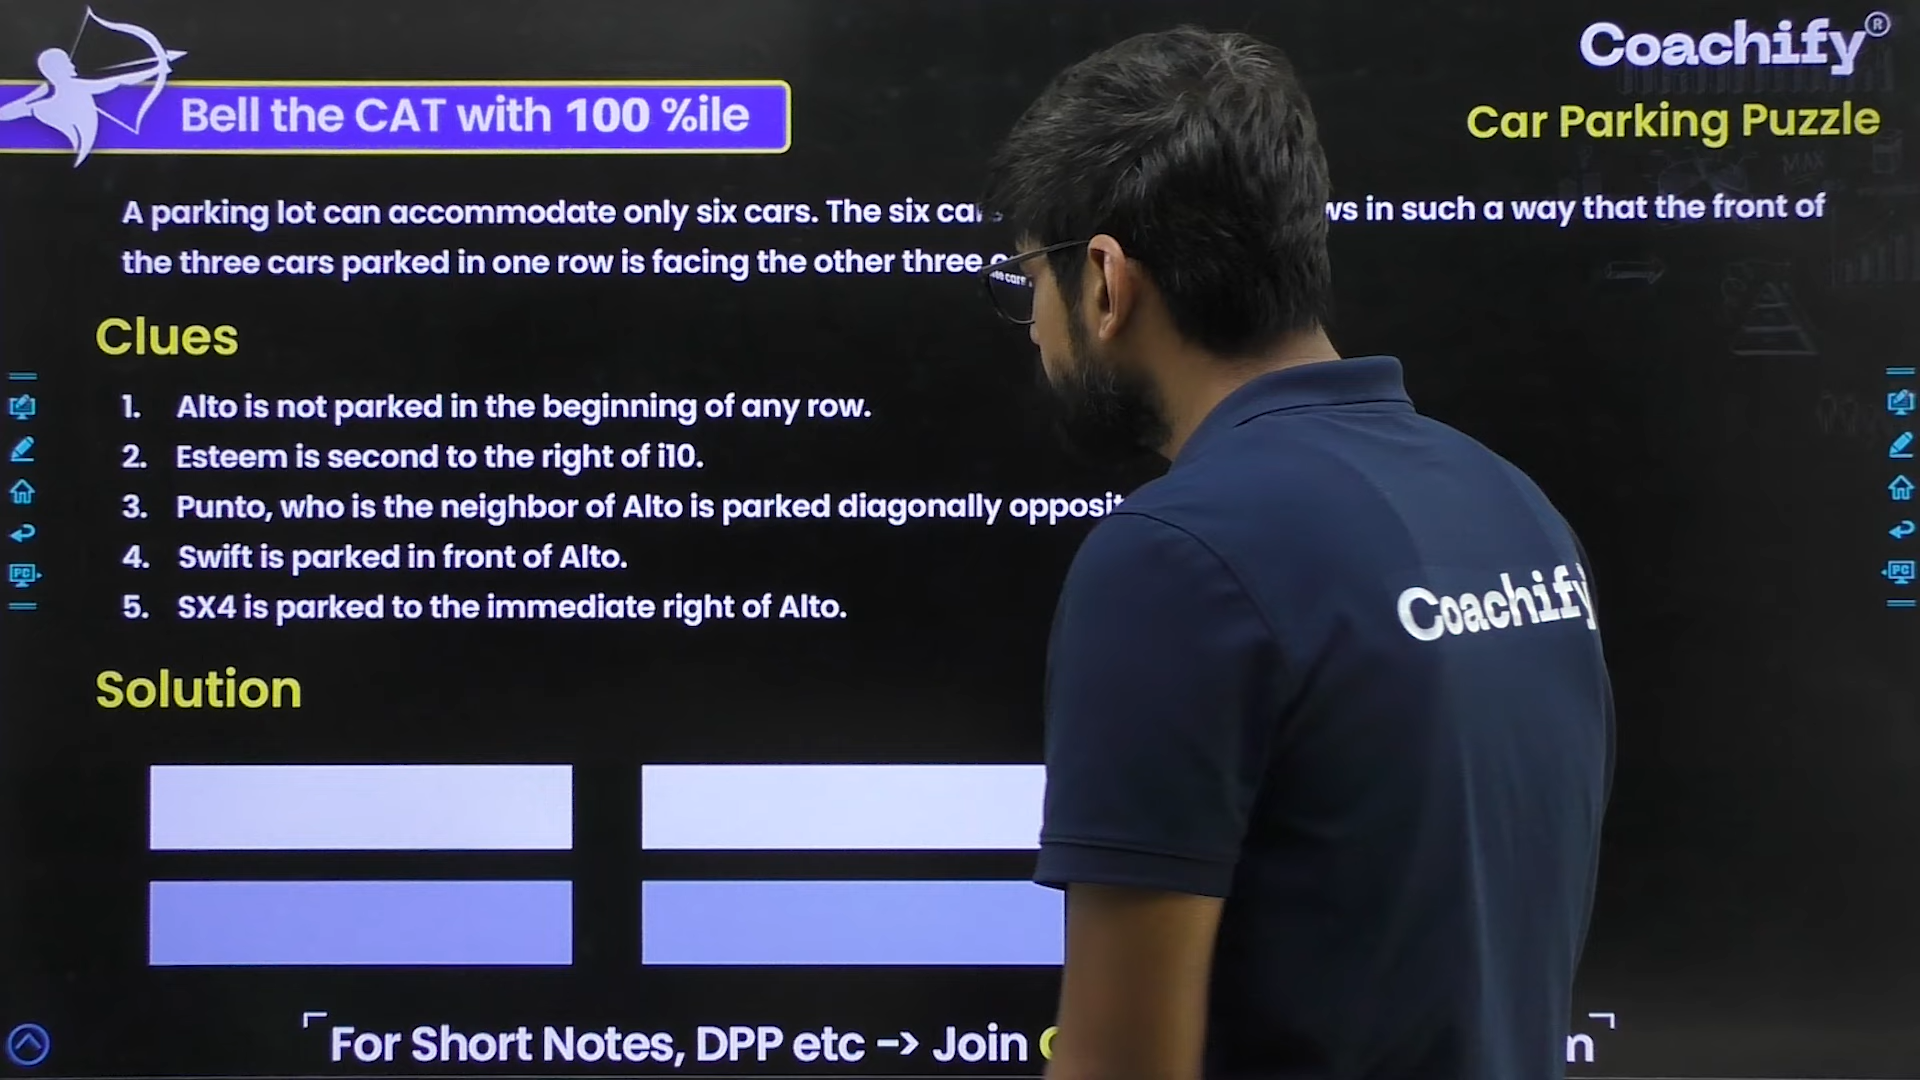 Coachify®
Bell the CAT with 100 %ile
Car Parking Puzzle
A parking lot can accommodate only six cars. The six in such a way that the front of
the three cars parked in one row is facing the other three
Clues
1. Alto is not parked in the beginning of any row.
2. Esteem is second to the right of i10.
3. Punto, who is the neighbor of Alto is parked diagonally
4. Swift is parked in front of Alto.
5. SX4 is parked to the immediate right of Alto.
Coachify
Solution
For Short Notes, DPP etc -> Join
PC
PC
MAX